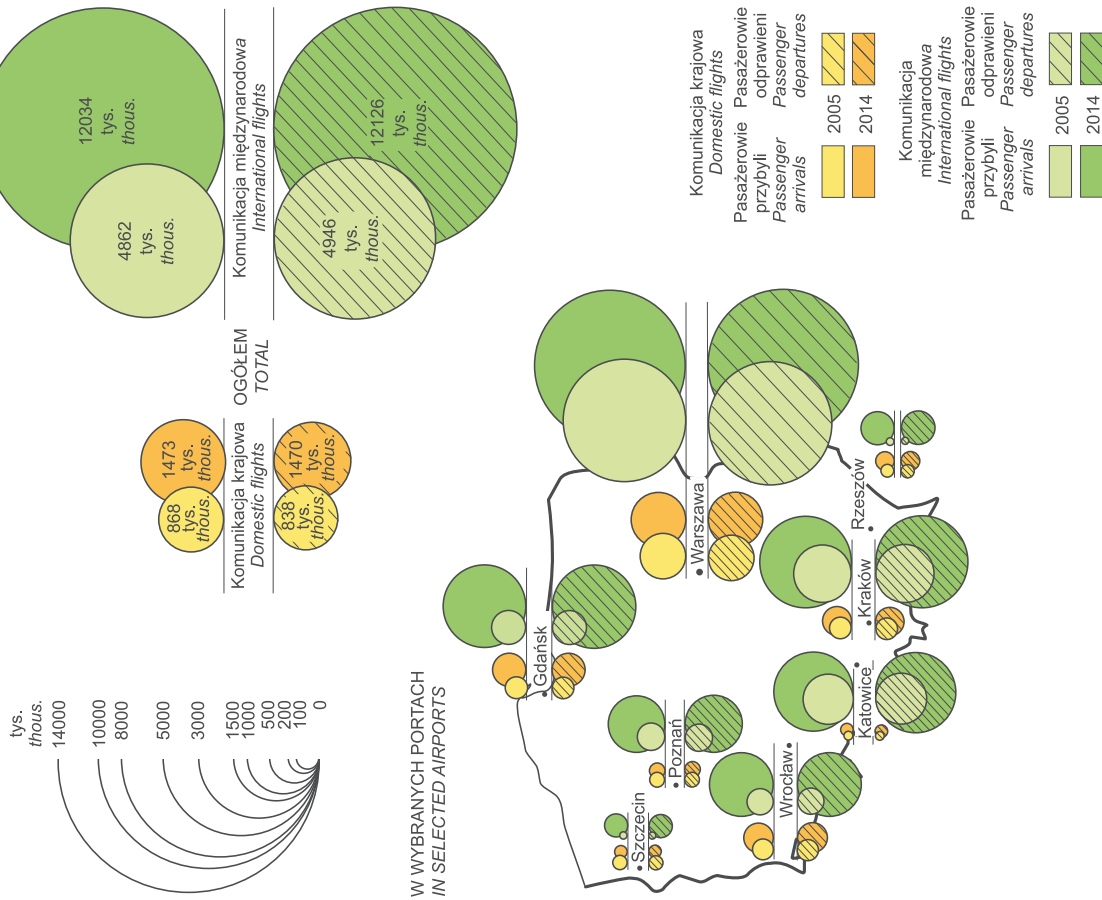 tys.
thous.
14000
10000
8000
5000
3000
1500
1000
500
200
100
0
868
tys.
thous.
1473
tys.
thous.
Komunikacja krajowa
Domestic flights
838
tys.
thous.
1470
tys.
thous.
OGÓŁEM
TOTAL
4862
tys.
thous.
12034
tys.
thous.
Komunikacja międzynarodowa
International flights
4946
tys.
thous.
12126
tys.
thous.
W WYBRANYCH PORTACH
IN SELECTED AIRPORTS
Gdańsk
Szczecin
Poznań
Warszawa
Wrocław
Katowice
Kraków
Rzeszów
Komunikacja krajowa
Domestic flights
Pasażerowie
przybyli
Passenger
arrivals
Pasażerowie
odprawieni
Passenger
departures
2005
2014
Komunikacja
międzynarodowa
International flights
Pasażerowie
przybyli
Passenger
arrivals
Pasażerowie
odprawieni
Passenger
departures
2005
2014